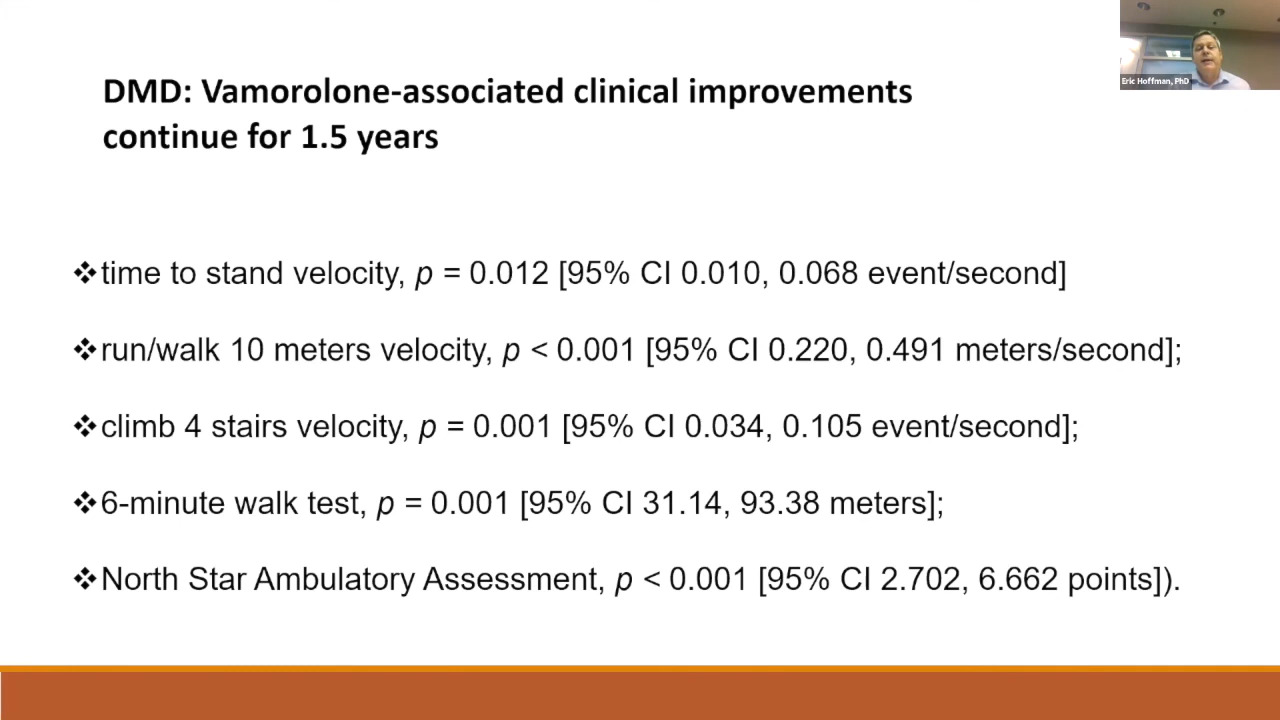 Eric Hoffman, PhD
DMD: Vamorolone-associated clinical improvements
continue for 1.5 years
❖time to stand velocity, p = 0.012 [95% CI 0.010, 0.068 event/second]
❖run/walk 10 meters velocity, p < 0.001 [95% CI 0.220, 0.491 meters/second];
❖climb 4 stairs velocity, p = 0.001 [95% CI 0.034, 0.105 event/second];
❖6-minute walk test, p = 0.001 [95% CI 31.14, 93.38 meters];
❖North Star Ambulatory Assessment, p < 0.001 [95% CI 2.702, 6.662 points]).